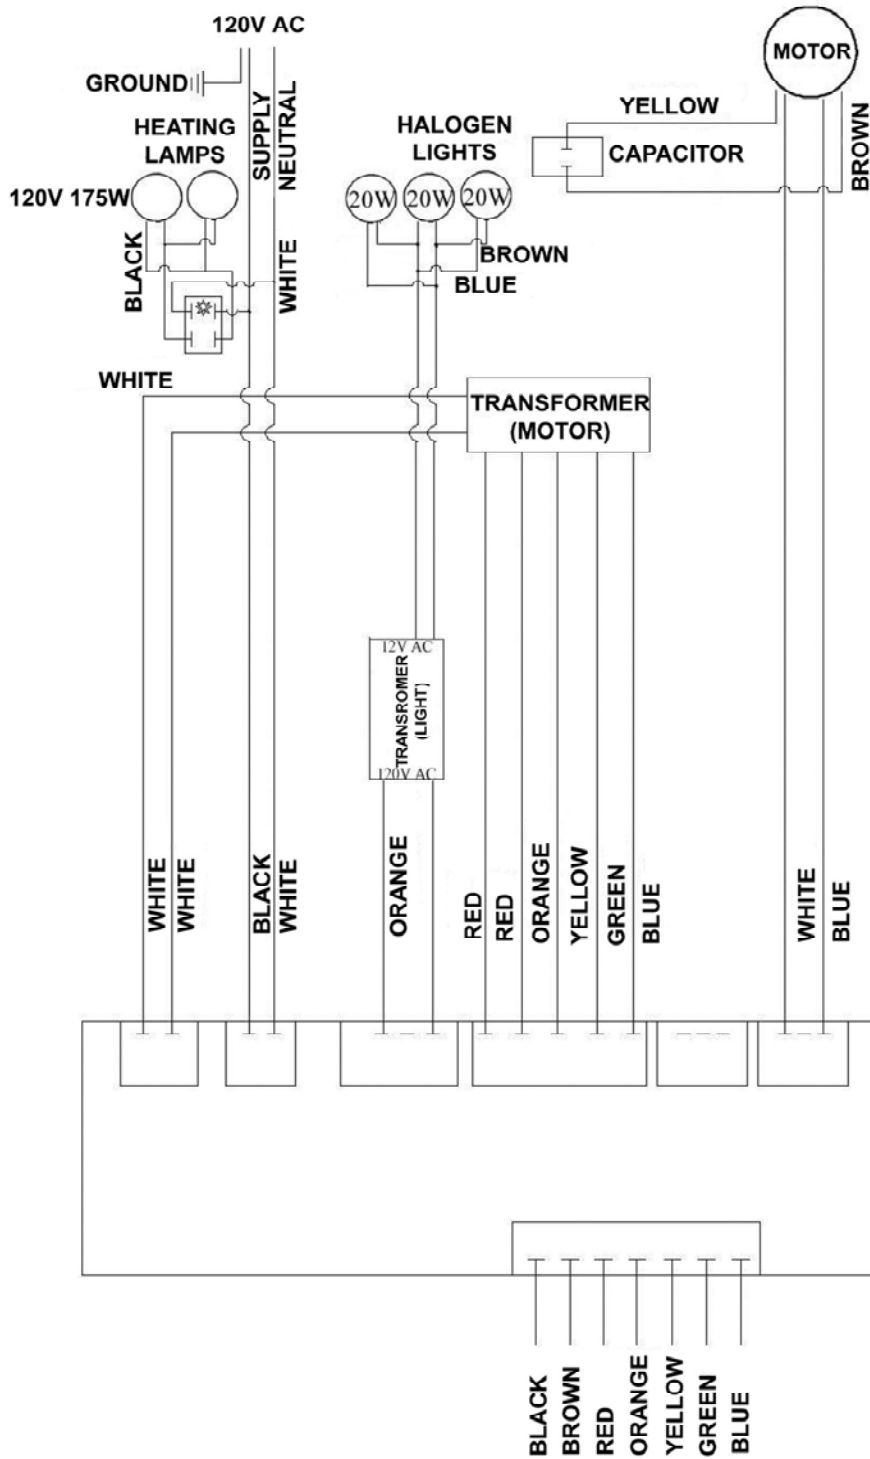 120V AC
MOTOR
GROUND
SUPPLY
NEUTRAL
YELLOW
BROWN
HEATING
LAMPS
HALOGEN
LIGHTS
CAPACITOR
120V 175W
20W
20W
20W
BLACK
WHITE
BROWN
BLUE
WHITE
TRANSFORMER
(MOTOR)
12V AC
TRANSROMER
(LIGHT)
120V AC
WHITE
WHITE
BLACK
WHITE
ORANGE
RED
RED
ORANGE
YELLOW
GREEN
BLUE
WHITE
BLUE
BLACK
BROWN
RED
ORANGE
YELLOW
GREEN
BLUE